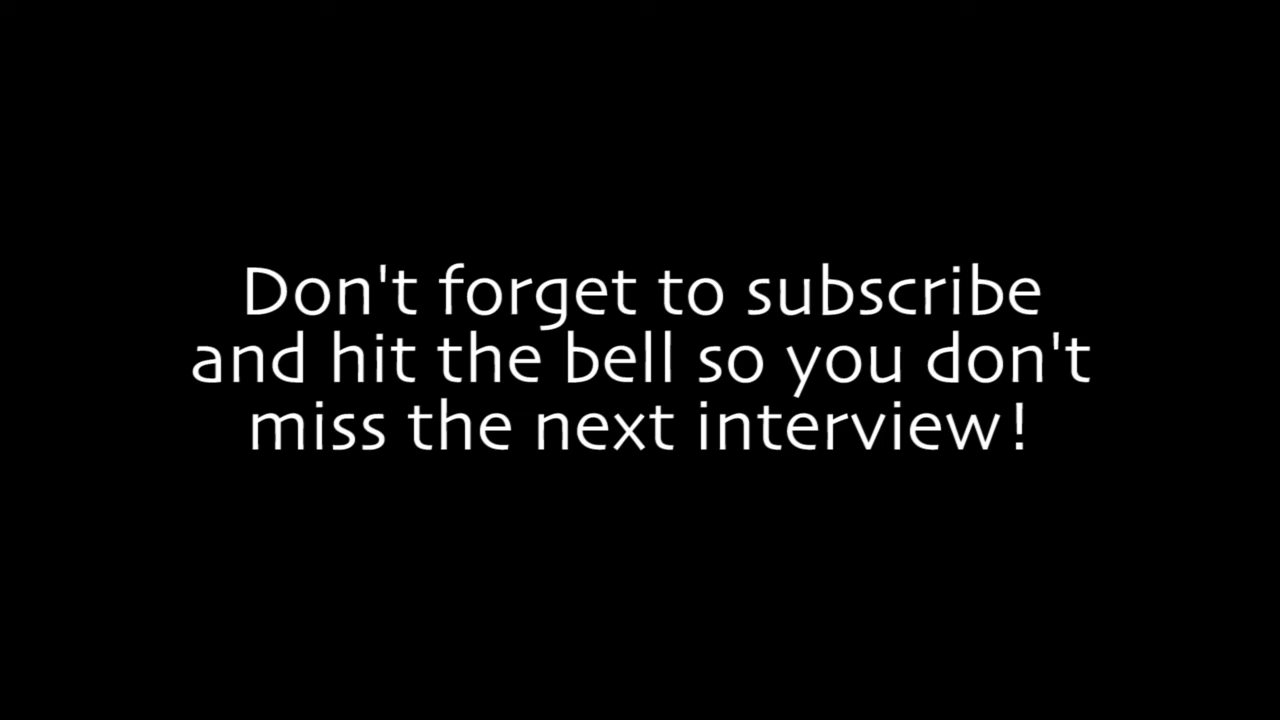 Don't forget to subscribe
and hit the bell so you don't
miss the next interview!